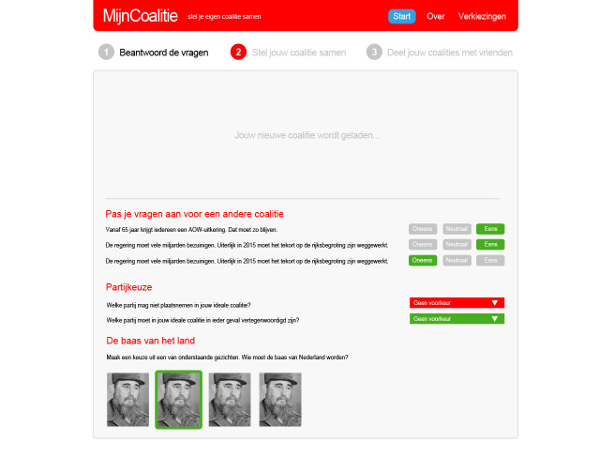 MijnCoalitie stel je eigen coalitie samen Start Over Verkiezingen
1 Beantwoord de vragen 2 Stel jouw coalitie samen 3 Deel jouw coalities met vrienden
Jouw nieuwe coalitie wordt geladen...
Pas je vragen aan voor een andere coalitie
Vanaf 65 jaar krijgt iedereen een AOW-uitkering. Dat moet zo blijven. Oneens Neutraal Eens
De regering moet vele miljarden bezuinigen. Uiterlijk in 2015 moet het tekort op de rijksbegroting zijn weggewerkt. Oneens Neutraal Eens
De regering moet vele miljarden bezuinigen. Uiterlijk in 2015 moet het tekort op de rijksbegroting zijn weggewerkt. Oneens Neutraal Eens
Partijkeuze
Welke partij mag niet plaatsnemen in jouw ideale coalitie? Geen voorkeur
Welke partij moet in jouw ideale coalitie in ieder geval vertegenwoordigd zijn? Geen voorkeur
De baas van het land
Maak een keuze uit een van onderstaande gezichten. Wie moet de baas van Nederland worden?